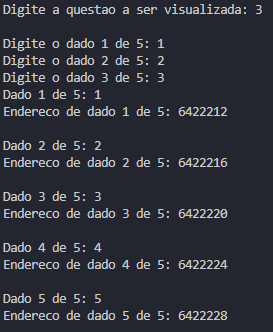 Digite a questao a ser visualizada: 3
Digite o dado 1 de 5: 1
Digite o dado 2 de 5: 2
Digite o dado 3 de 5: 3
Dado 1 de 5: 1
Endereco de dado 1 de 5: 6422212
Dado 2 de 5: 2
Endereco de dado 2 de 5: 6422216
Dado 3 de 5: 3
Endereco de dado 3 de 5: 6422220
Dado 4 de 5: 4
Endereco de dado 4 de 5: 6422224
Dado 5 de 5: 5
Endereco de dado 5 de 5: 6422228